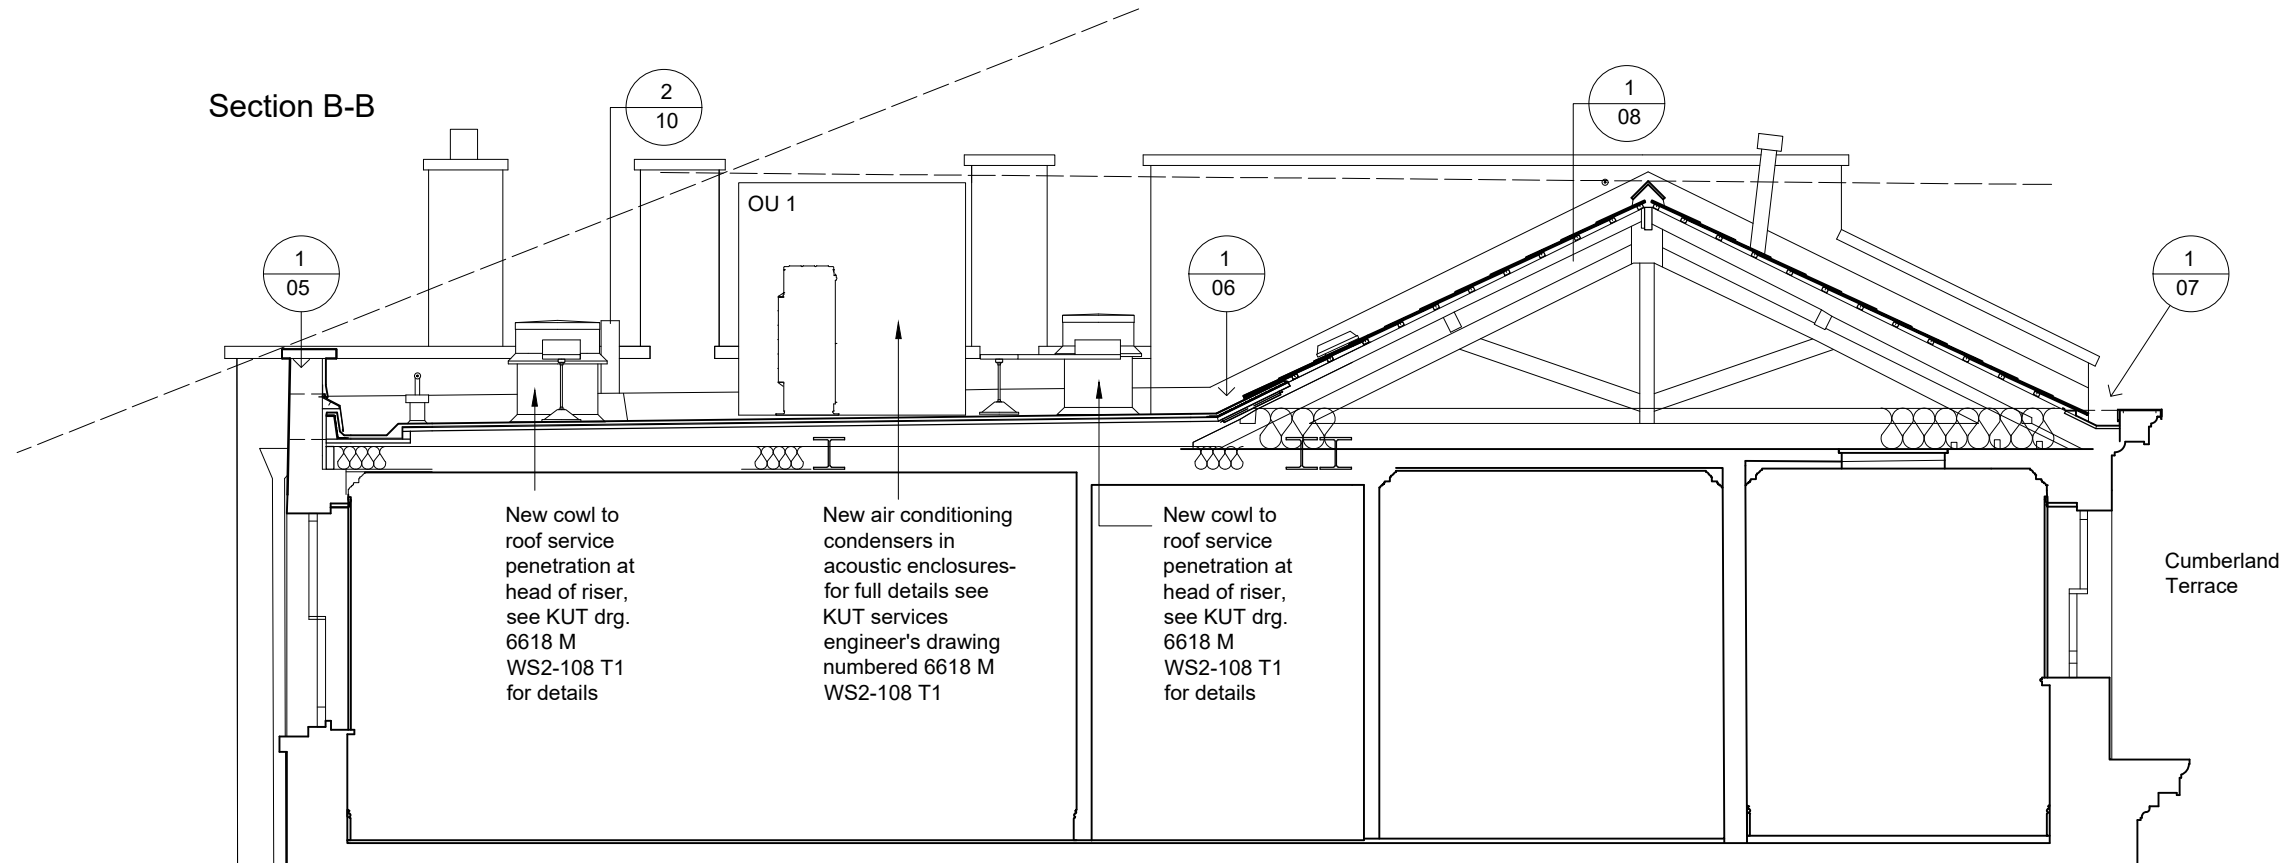 Section B-B
2
10
1
08
OU 1
1
05
1
06
1
07
New cowl to
roof service
penetration at
head of riser,
see KUT drg.
6618 M
WS2-108 T1
for details
New air conditioning
condensers in
acoustic enclosures-
for full details see
KUT services
engineer's drawing
numbered 6618 M
WS2-108 T1
New cowl to
roof service
penetration at
head of riser,
see KUT drg.
6618 M
WS2-108 T1
for details
Cumberland
Terrace